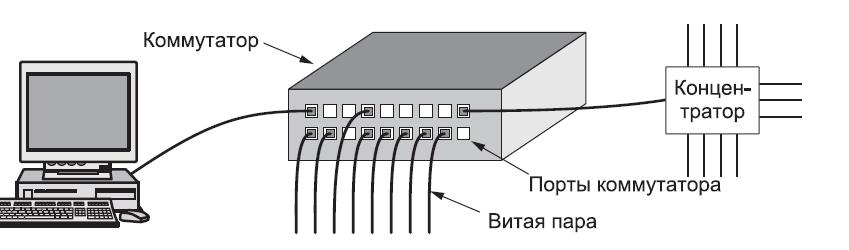 Коммутатор
Концен-
тратор
Порты коммутатора
Витая пара